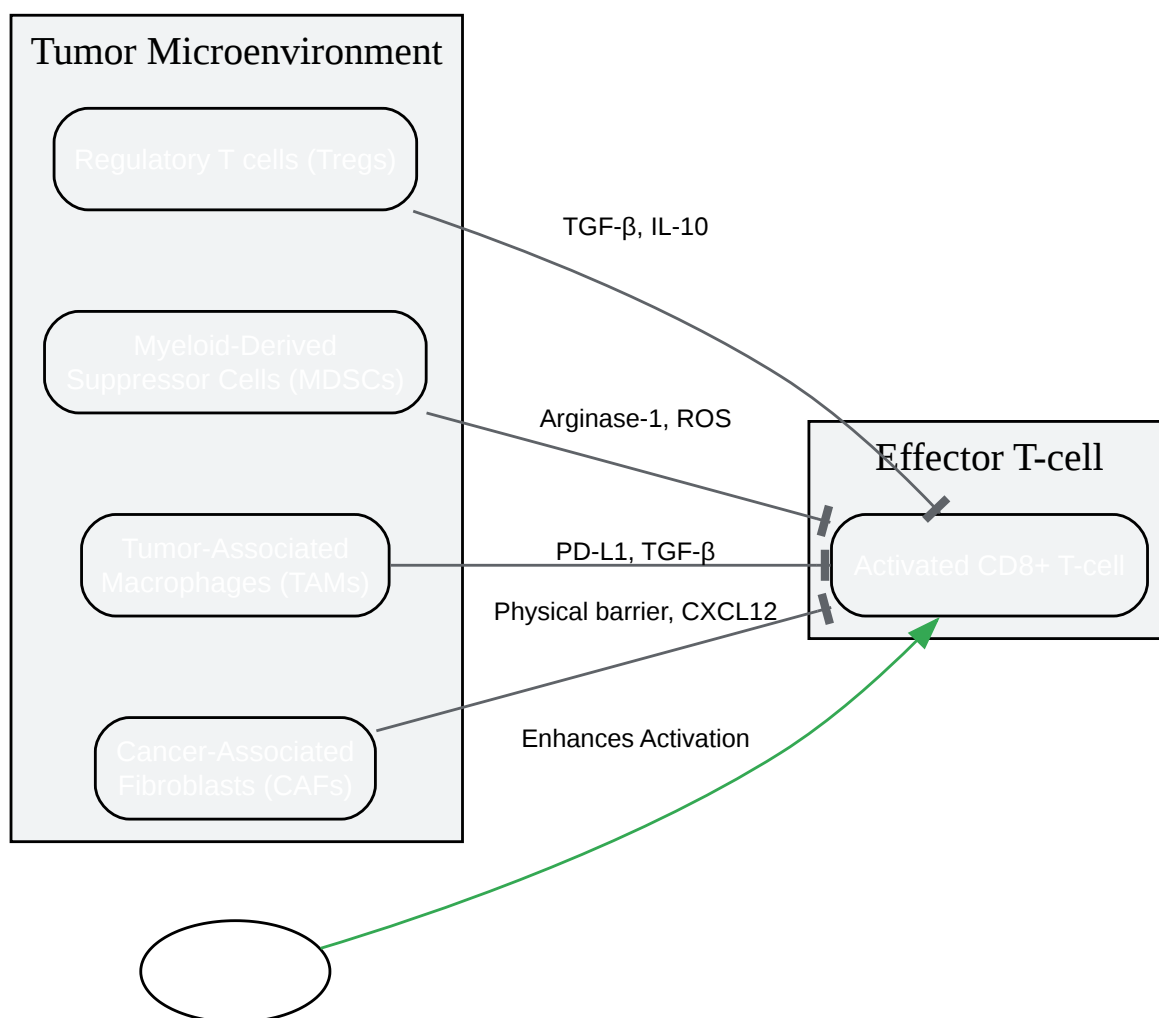 Tumor Microenvironment
Regulatory T cells (Tregs)
TGF-β, IL-10
Myeloid-Derived
Suppressor Cells (MDSCs)
Arginase-1, ROS
Effector T-cell
Tumor-Associated
Macrophages (TAMs)
PD-L1, TGF-β
Activated CD8+ T-cell
Physical barrier, CXCL12
Cancer-Associated
Fibroblasts (CAFs)
Enhances Activation